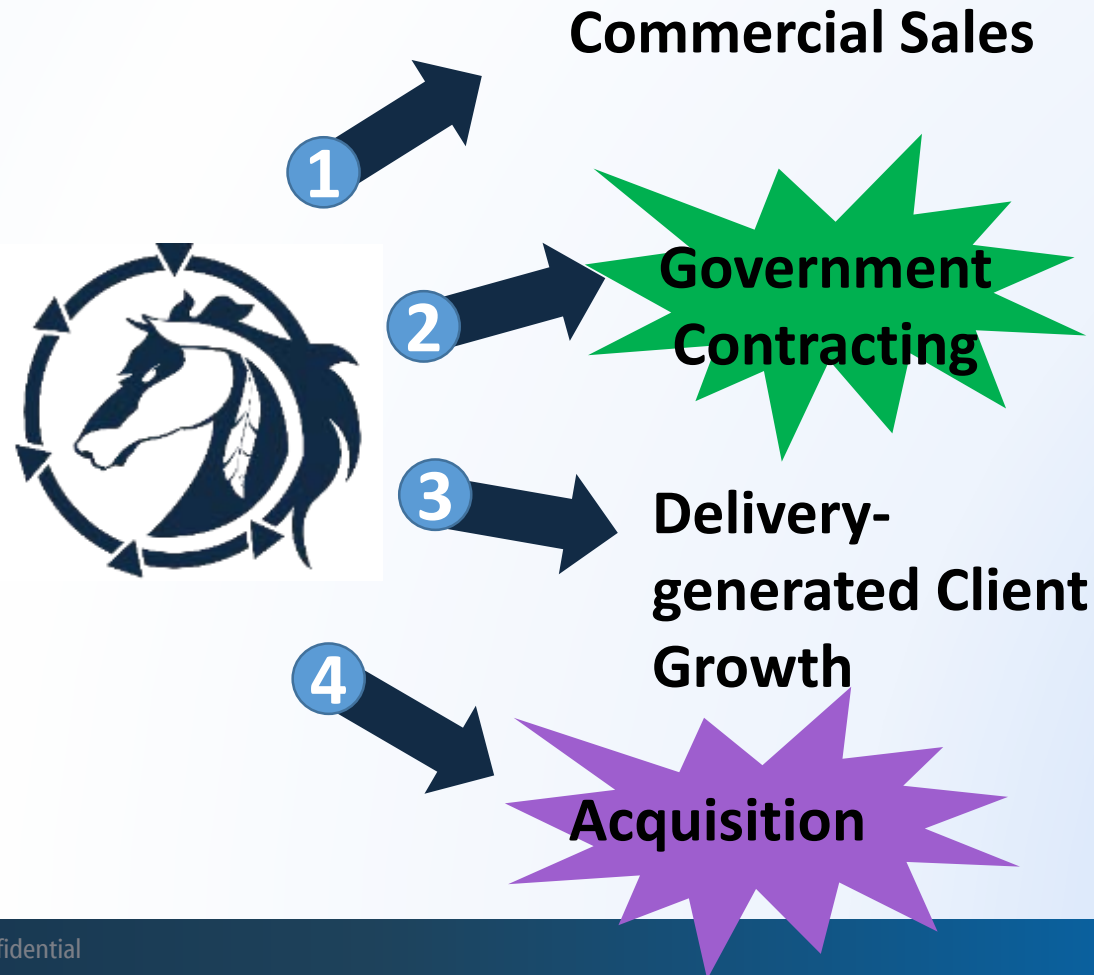 Commercial Sales
1
2
Government
Contracting
3
Delivery-
generated Client
Growth
4
Acquisition
fidential